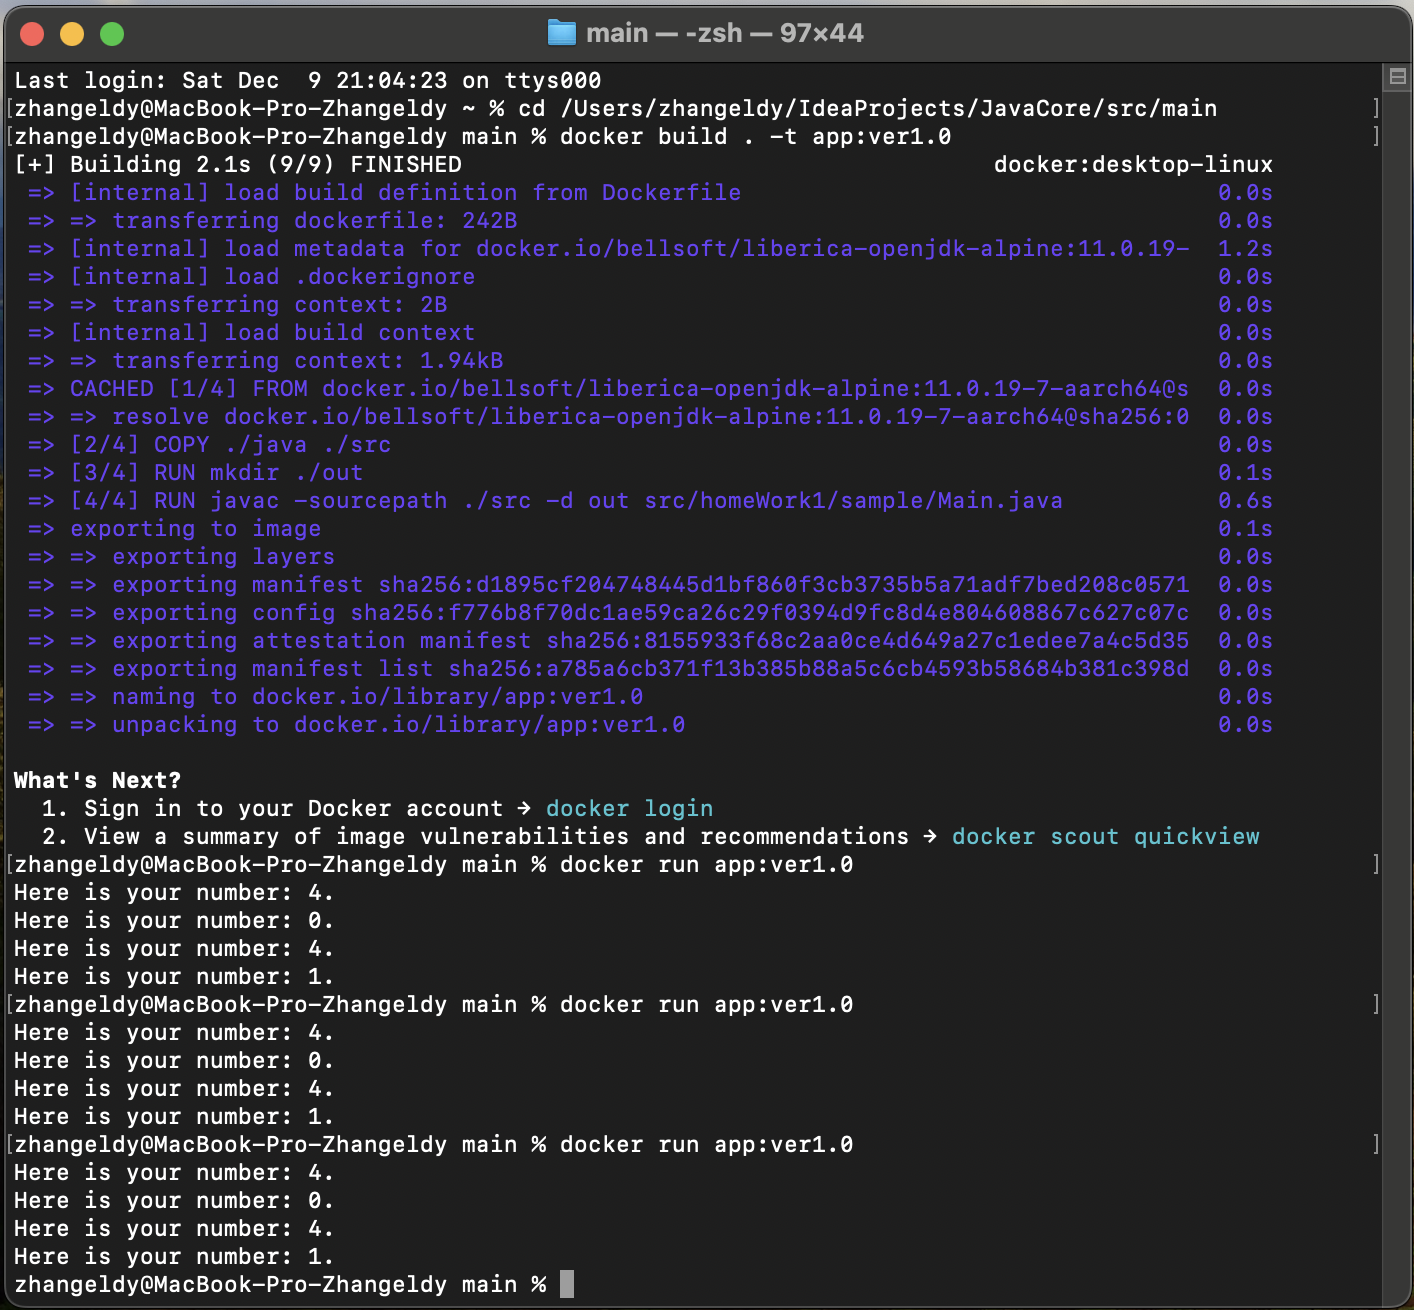 main — -zsh — 97×44
Last login: Sat Dec  9 21:04:23 on ttys000
[zhangeldy@MacBook-Pro-Zhangeldy ~ % cd /Users/zhangeldy/IdeaProjects/JavaCore/src/main ]
[zhangeldy@MacBook-Pro-Zhangeldy main % docker build . -t app:ver1.0 ]
[+] Building 2.1s (9/9) FINISHED docker:desktop-linux
=> [internal] load build definition from Dockerfile 0.0s
=> => transferring dockerfile: 242B 0.0s
=> [internal] load metadata for docker.io/bellsoft/liberica-openjdk-alpine:11.0.19- 1.2s
=> [internal] load .dockerignore 0.0s
=> => transferring context: 2B 0.0s
=> [internal] load build context 0.0s
=> => transferring context: 1.94kB 0.0s
=> CACHED [1/4] FROM docker.io/bellsoft/liberica-openjdk-alpine:11.0.19-7-aarch64@s 0.0s
=> => resolve docker.io/bellsoft/liberica-openjdk-alpine:11.0.19-7-aarch64@sha256:0 0.0s
=> [2/4] COPY ./java ./src 0.0s
=> [3/4] RUN mkdir ./out 0.1s
=> [4/4] RUN javac -sourcepath ./src -d out src/homeWork1/sample/Main.java 0.6s
=> exporting to image 0.1s
=> => exporting layers 0.0s
=> => exporting manifest sha256:d1895cf204748445d1bf860f3cb3735b5a71adf7bed208c0571 0.0s
=> => exporting config sha256:f776b8f70dc1ae59ca26c29f0394d9fc8d4e804608867c627c07c 0.0s
=> => exporting attestation manifest sha256:8155933f68c2aa0ce4d649a27c1edee7a4c5d35 0.0s
=> => exporting manifest list sha256:a785a6cb371f13b385b88a5c6cb4593b58684b381c398d 0.0s
=> => naming to docker.io/library/app:ver1.0 0.0s
=> => unpacking to docker.io/library/app:ver1.0 0.0s
What's Next?
1. Sign in to your Docker account → docker login
2. View a summary of image vulnerabilities and recommendations → docker scout quickview
[zhangeldy@MacBook-Pro-Zhangeldy main % docker run app:ver1.0 ]
Here is your number: 4.
Here is your number: 0.
Here is your number: 4.
Here is your number: 1.
[zhangeldy@MacBook-Pro-Zhangeldy main % docker run app:ver1.0 ]
Here is your number: 4.
Here is your number: 0.
Here is your number: 4.
Here is your number: 1.
[zhangeldy@MacBook-Pro-Zhangeldy main % docker run app:ver1.0 ]
Here is your number: 4.
Here is your number: 0.
Here is your number: 4.
Here is your number: 1.
zhangeldy@MacBook-Pro-Zhangeldy main %